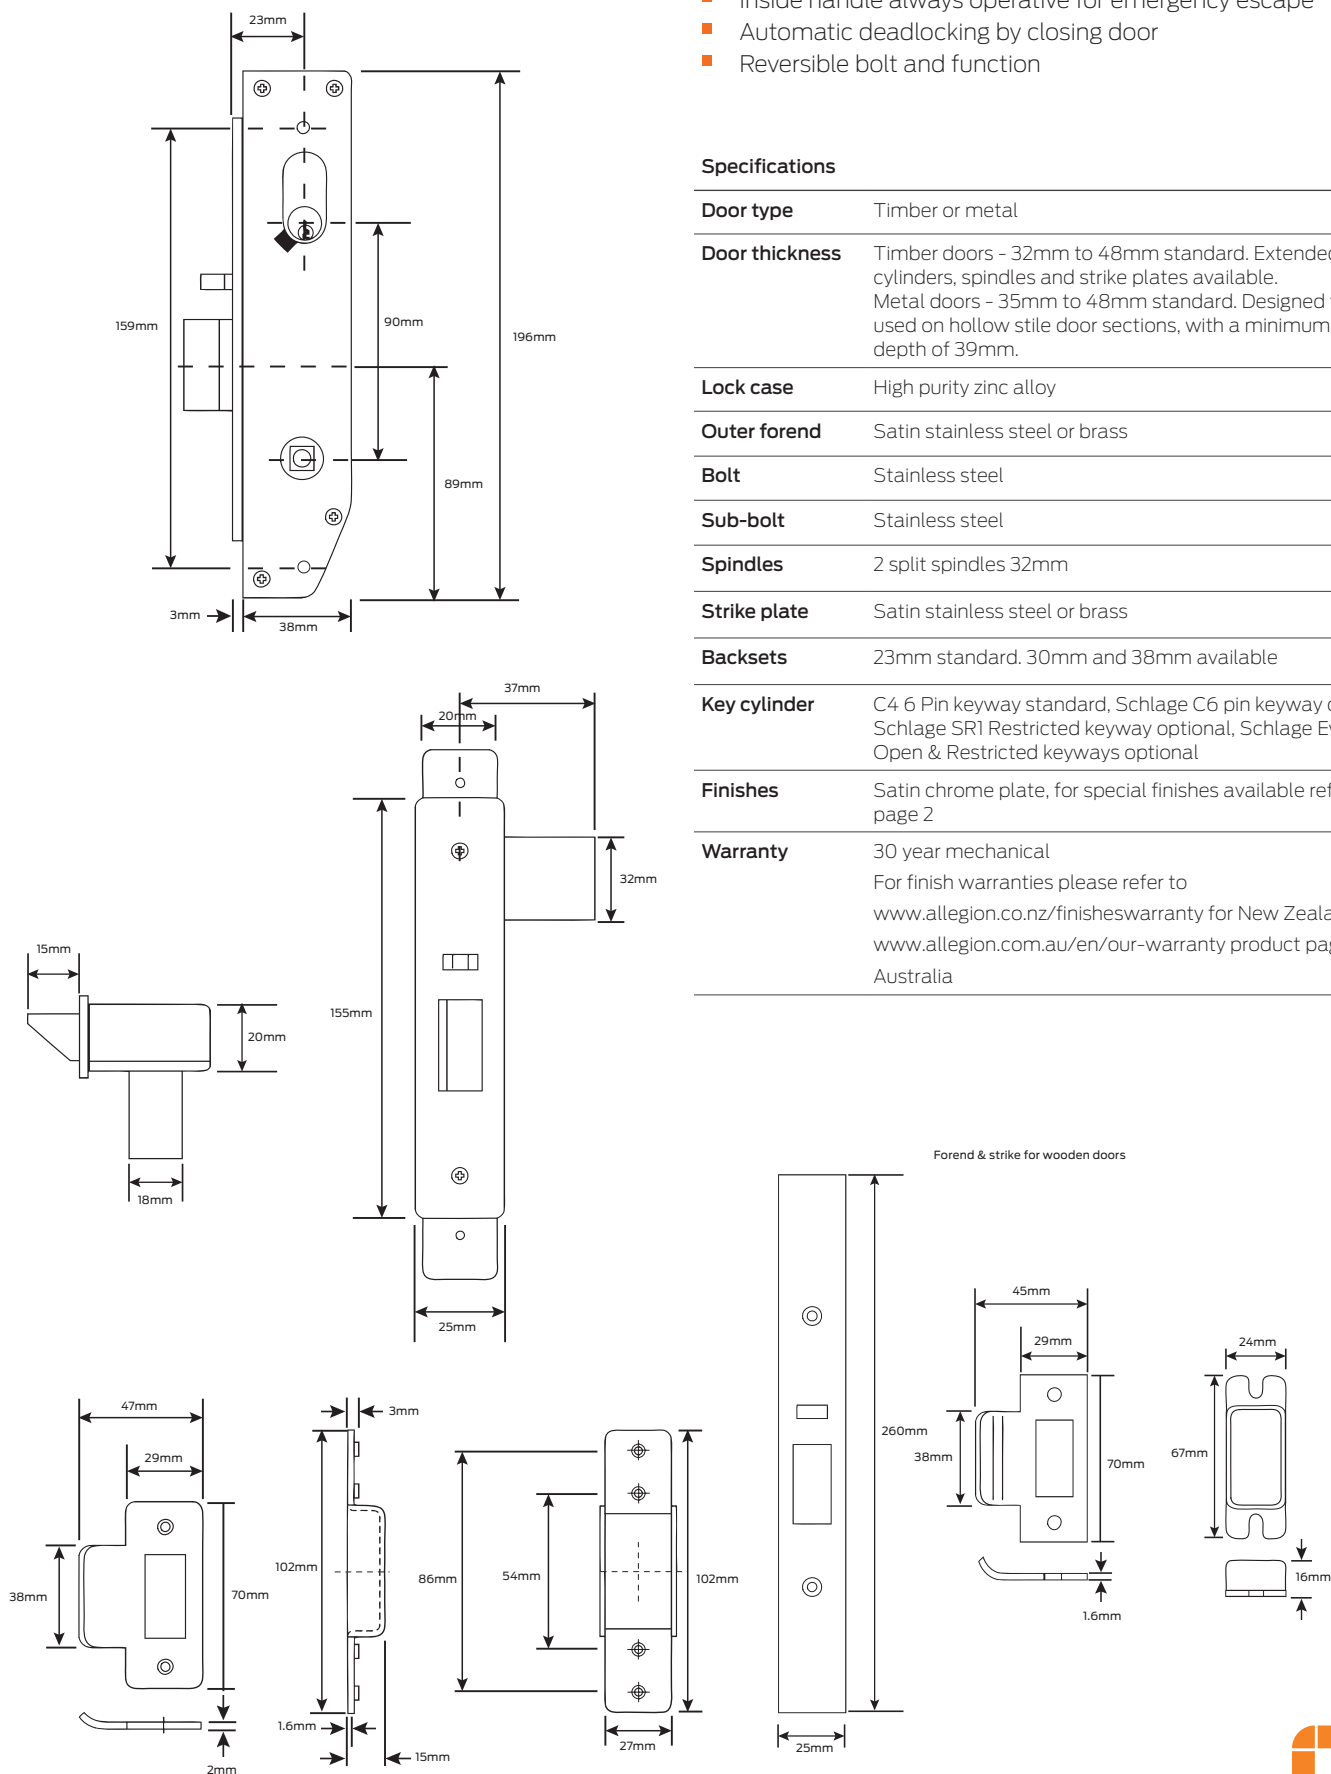 Inside handle always operative for emergency escape
Automatic deadlocking by closing door
Reversible bolt and function
23mm
159mm
90mm
196mm
89mm
3mm
38mm
Specifications
Door type Timber or metal
Door thickness Timber doors - 32mm to 48mm standard. Extended
cylinders, spindles and strike plates available.
Metal doors - 35mm to 48mm standard. Designed
used on hollow stile door sections, with a minimum
depth of 39mm.
Lock case High purity zinc alloy
Outer forend Satin stainless steel or brass
Bolt Stainless steel
Sub-bolt Stainless steel
Spindles 2 split spindles 32mm
Strike plate Satin stainless steel or brass
Backsets 23mm standard. 30mm and 38mm available
Key cylinder C4 6 Pin keyway standard, Schlage C6 pin keyway
Schlage SR1 Restricted keyway optional, Schlage
Open & Restricted keyways optional
Finishes Satin chrome plate, for special finishes available
page 2
Warranty 30 year mechanical
For finish warranties please refer to
www.allegion.co.nz/finisheswarranty for New
www.allegion.com.au/en/our-warranty product
Australia
37mm
20mm
32mm
155mm
25mm
15mm
20mm
18mm
Forend & strike for wooden doors
260mm
25mm
45mm
29mm
38mm
70mm
1.6mm
24mm
67mm
16mm
47mm
29mm
38mm
70mm
2mm
3mm
102mm
1.6mm
15mm
86mm
54mm
102mm
27mm